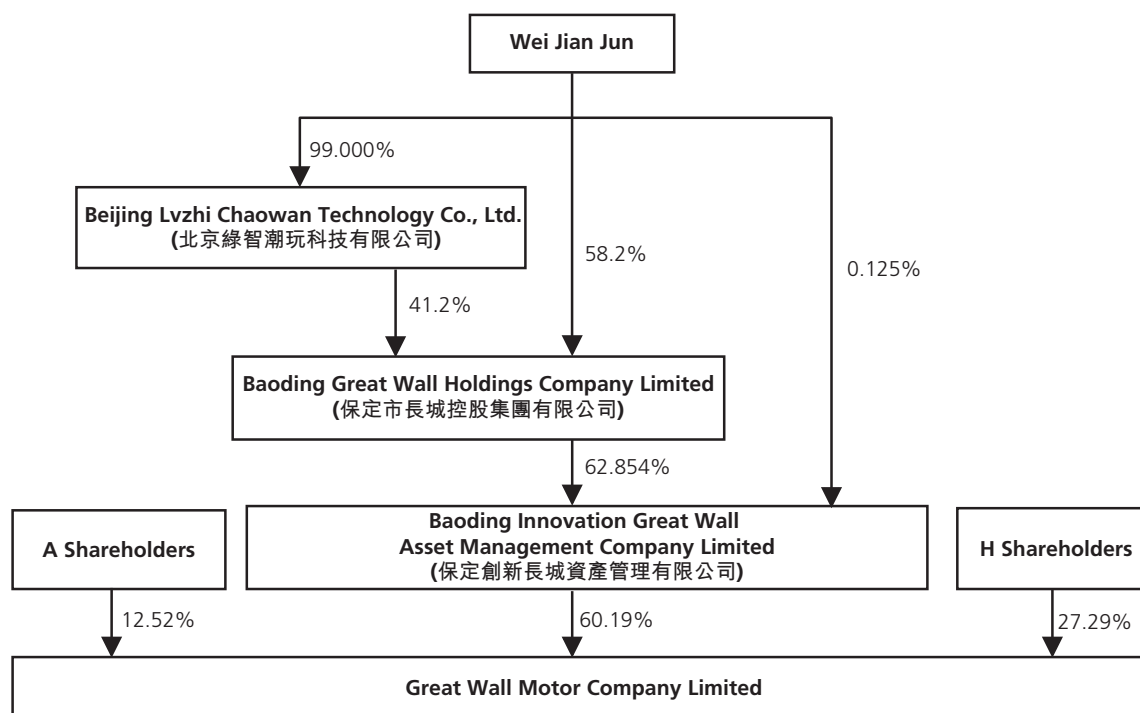 Wei Jian Jun
99.000%
Beijing Lvzhi Chaowan Technology Co., Ltd.
(北京綠智潮玩科技有限公司)
58.2%
0.125%
41.2%
Baoding Great Wall Holdings Company Limited
(保定市長城控股集團有限公司)
62.854%
A Shareholders
Baoding Innovation Great Wall
Asset Management Company Limited
(保定創新長城資產管理有限公司)
H Shareholders
12.52%
60.19%
27.29%
Great Wall Motor Company Limited